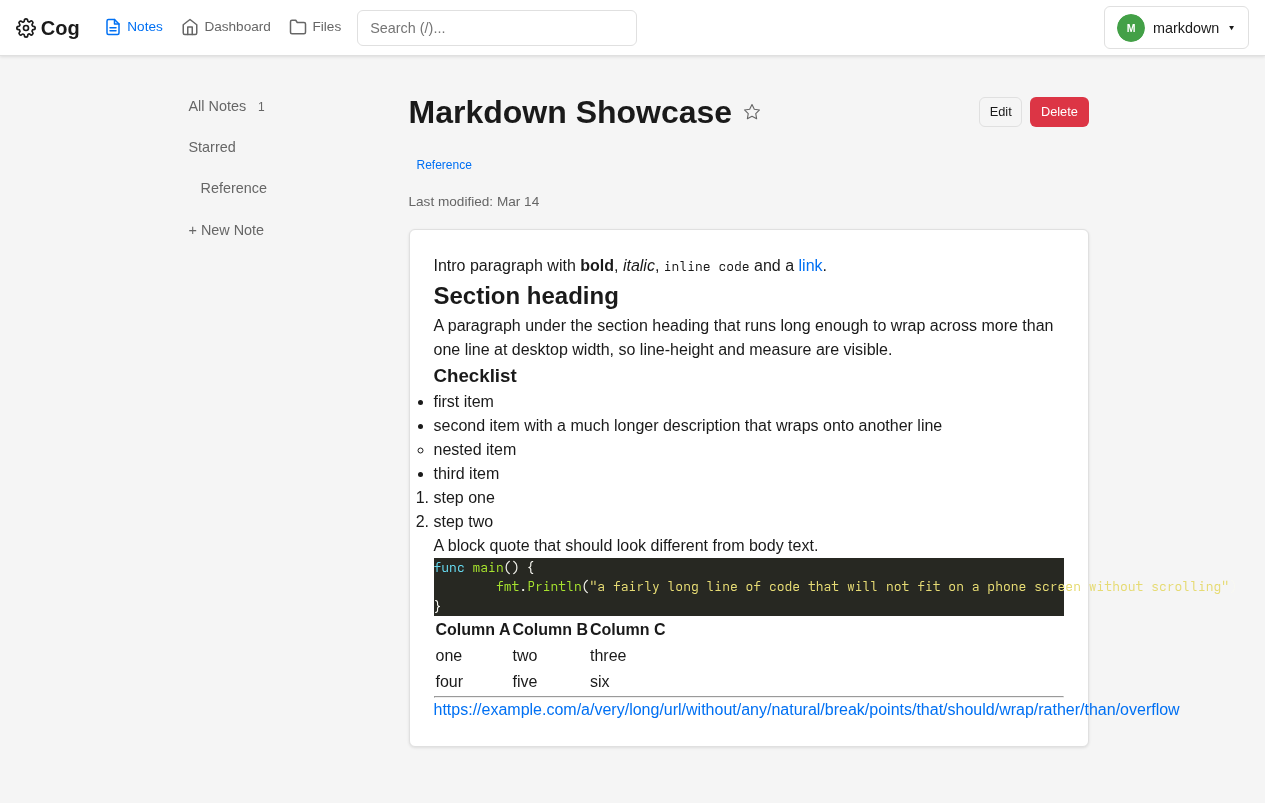 Cog
Notes
Dashboard
Files
Search (/)...
M
markdown
All Notes 1
Starred
Reference
+ New Note
Markdown Showcase
Edit
Delete
Reference
Last modified: Mar 14
Intro paragraph with bold, italic, inline code and a link.
Section heading
A paragraph under the section heading that runs long enough to wrap across more than
one line at desktop width, so line-height and measure are visible.
Checklist
first item
second item with a much longer description that wraps onto another line
nested item
third item
1. step one
2. step two
A block quote that should look different from body text.
func main() {
fmt.Println("a fairly long line of code that will not fit on a phone screen without scrolling"
}
Column A Column B Column C
one two three
four five six
https://example.com/a/very/long/url/without/any/natural/break/points/that/should/wrap/rather/than/overflow